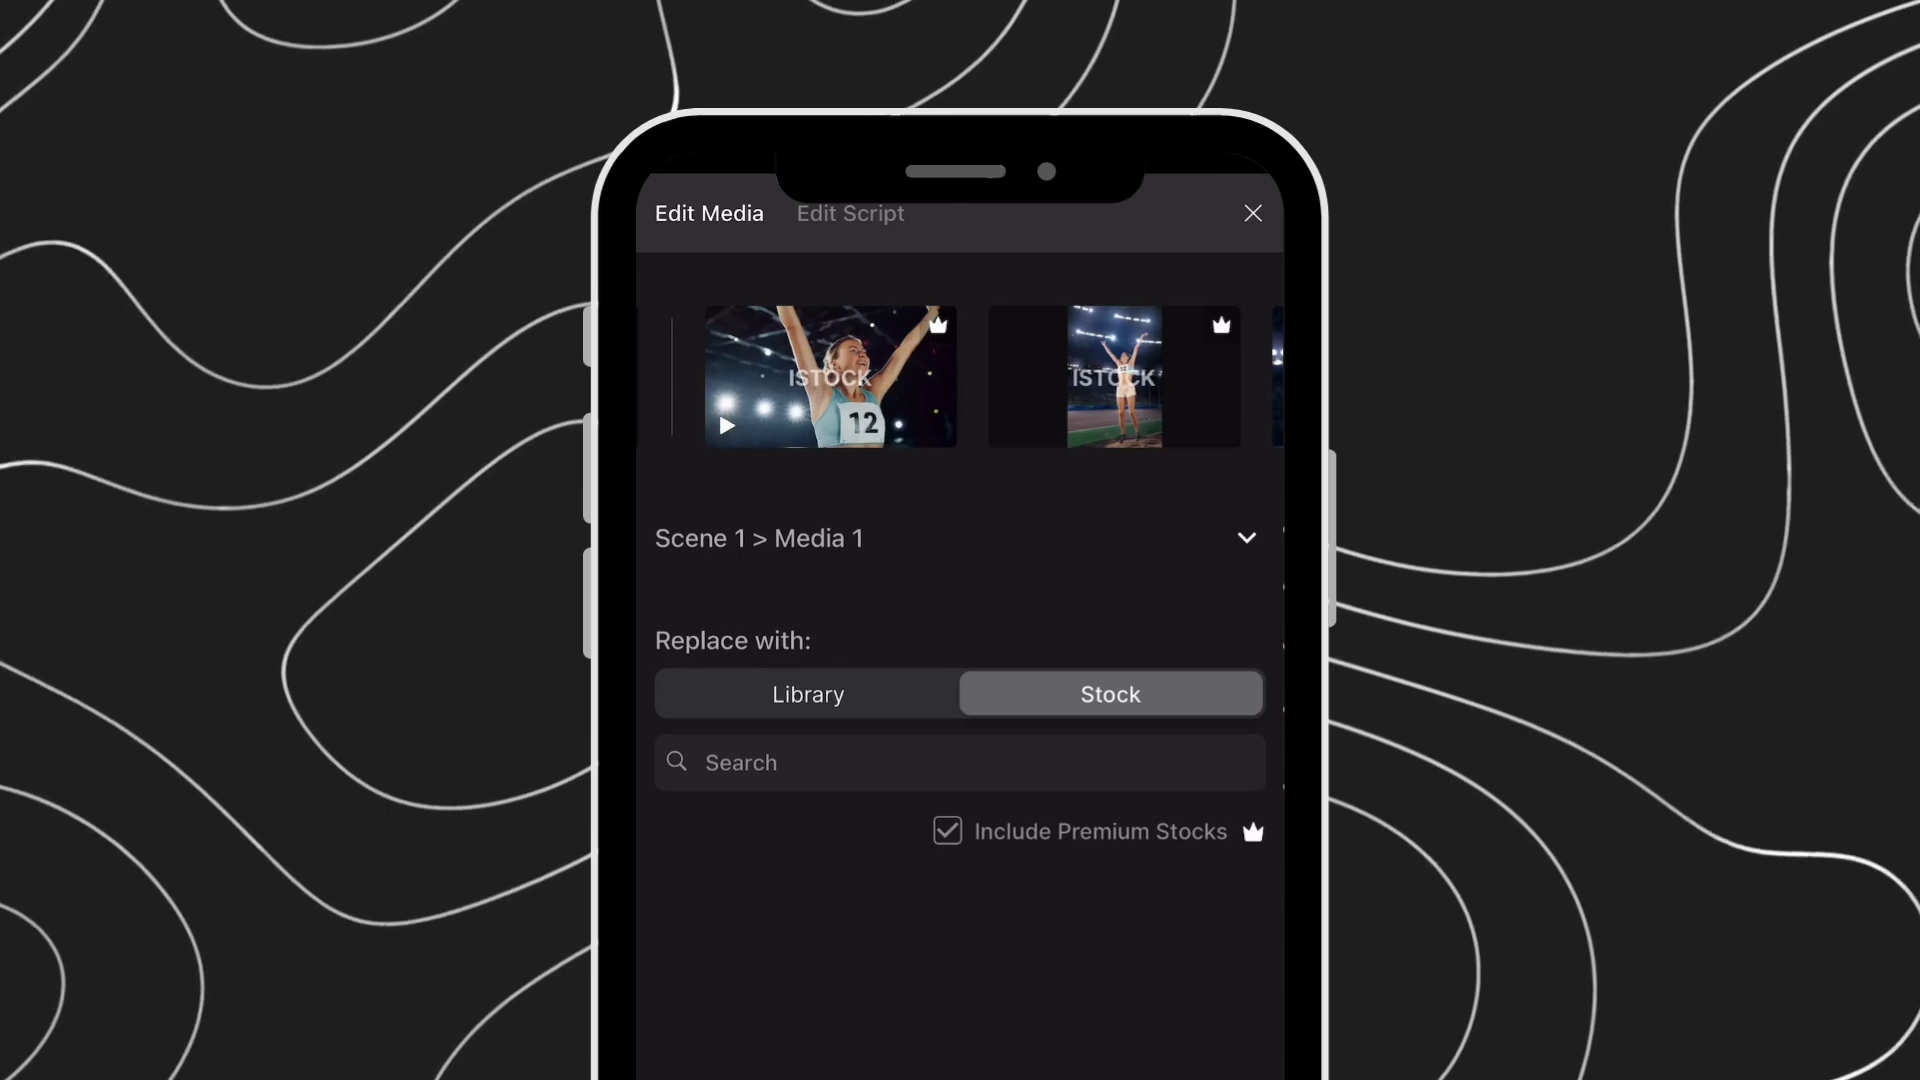 Edit Media Edit Script
ISTOCK ISTOCK
12
Scene 1 > Media 1
Replace with:
Library Stock
Search
Include Premium Stocks